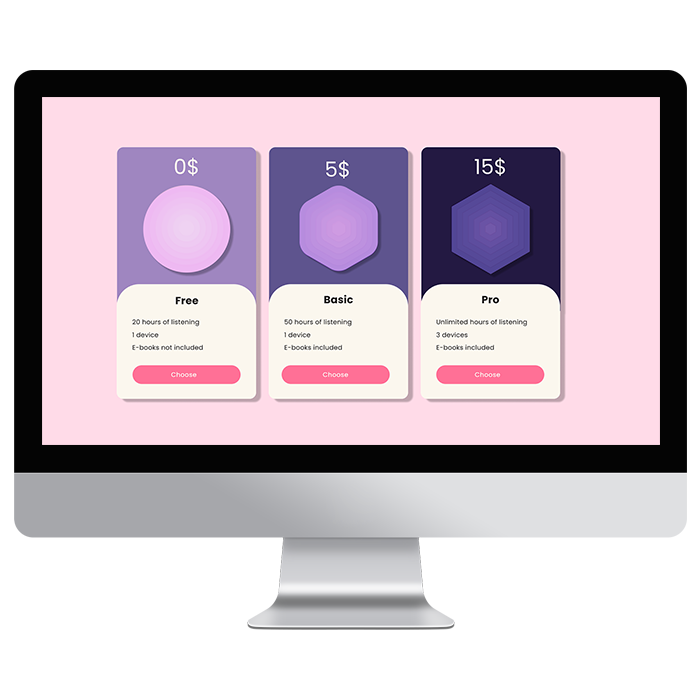 0$
Free
20 hours of listening
1 device
E-books not included
Choose
5$
Basic
50 hours of listening
1 device
E-books included
Choose
15$
Pro
Unlimited hours of listening
3 devices
E-books included
Choose